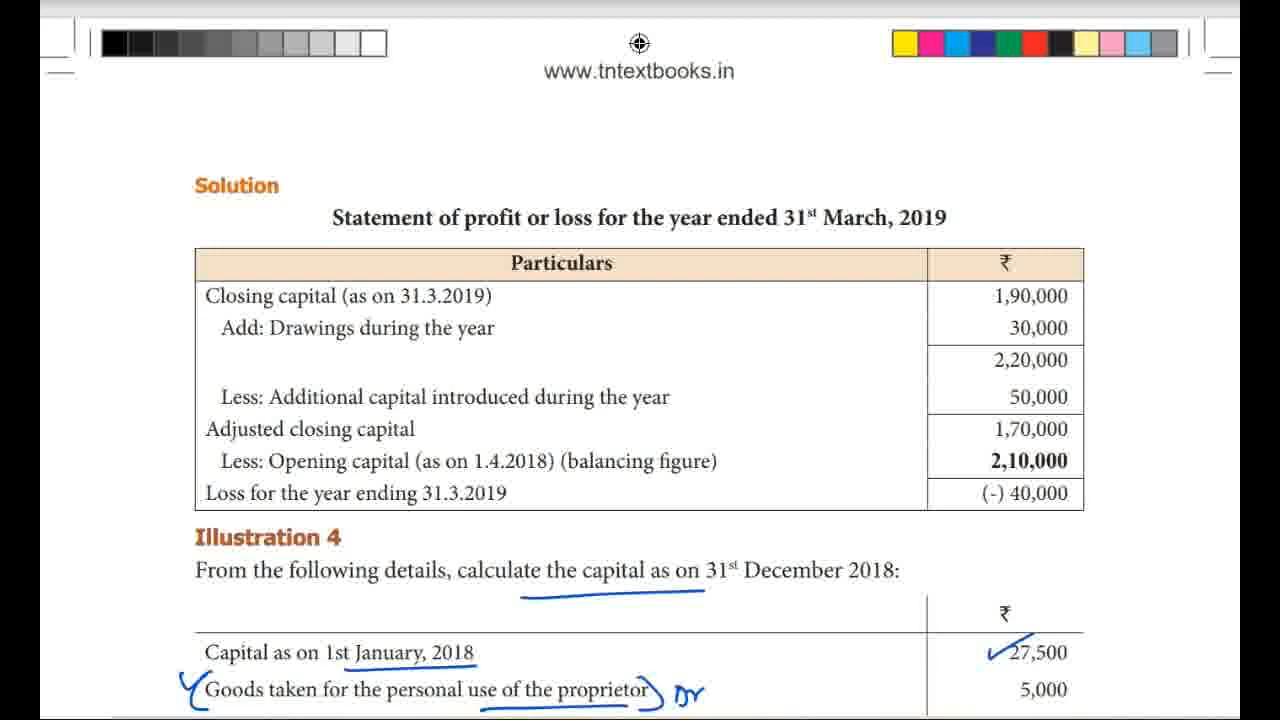 www.tntextbooks.in
Solution
Statement of profit or loss for the year ended 31st March, 2019
Particulars ₹
Closing capital (as on 31.3.2019) 1,90,000
Add: Drawings during the year 30,000
2,20,000
Less: Additional capital introduced during the year 50,000
Adjusted closing capital 1,70,000
Less: Opening capital (as on 1.4.2018) (balancing figure) 2,10,000
Loss for the year ending 31.3.2019 (-) 40,000
Illustration 4
From the following details, calculate the capital as on 31st December 2018:
₹
Capital as on 1st January, 2018 27,500
Goods taken for the personal use of the proprietor Dr 5,000